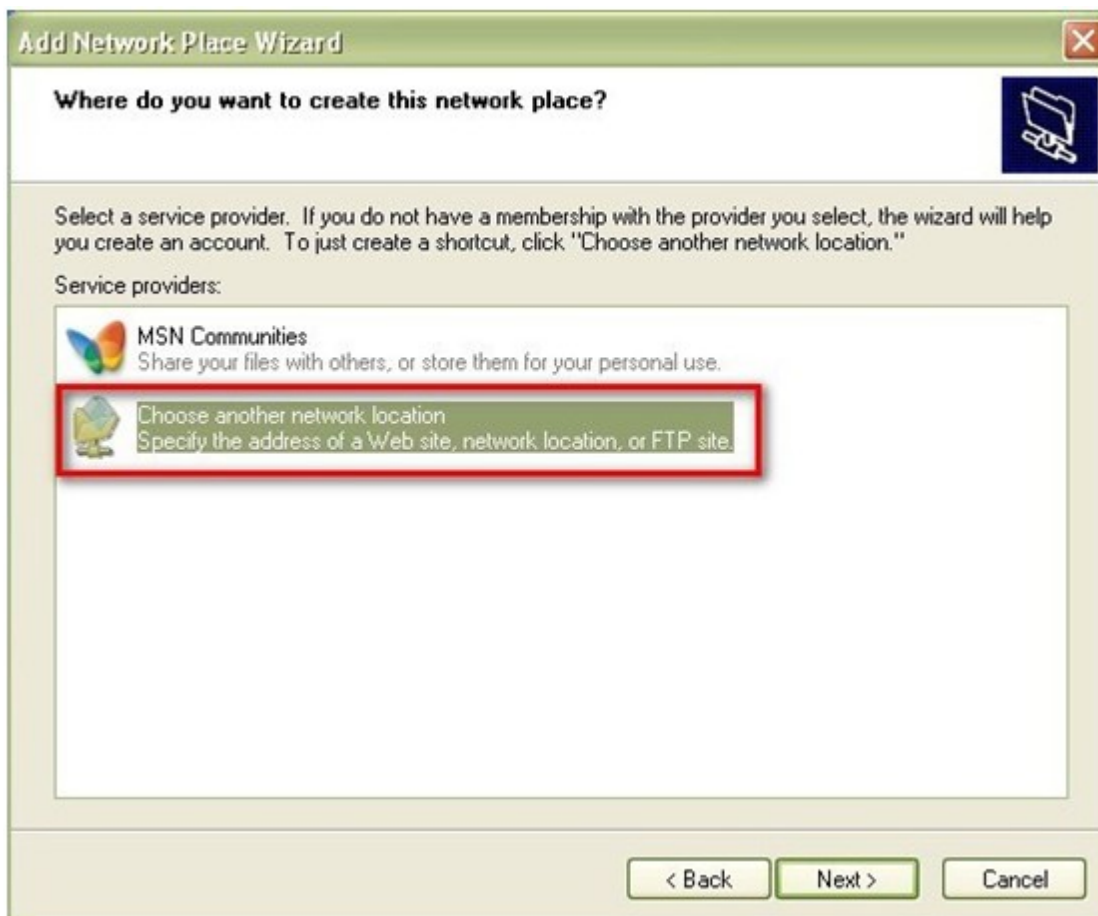 Add Network Place Wizard
Where do you want to create this network place?
Select a service provider.  If you do not have a membership with the provider you select, the wizard will help
you create an account.  To just create a shortcut, click "Choose another network location."
Service providers:
MSN Communities
Share your files with others, or store them for your personal use.
Choose another network location
Specify the address of a Web site, network location, or FTP site.
< Back
Next >
Cancel